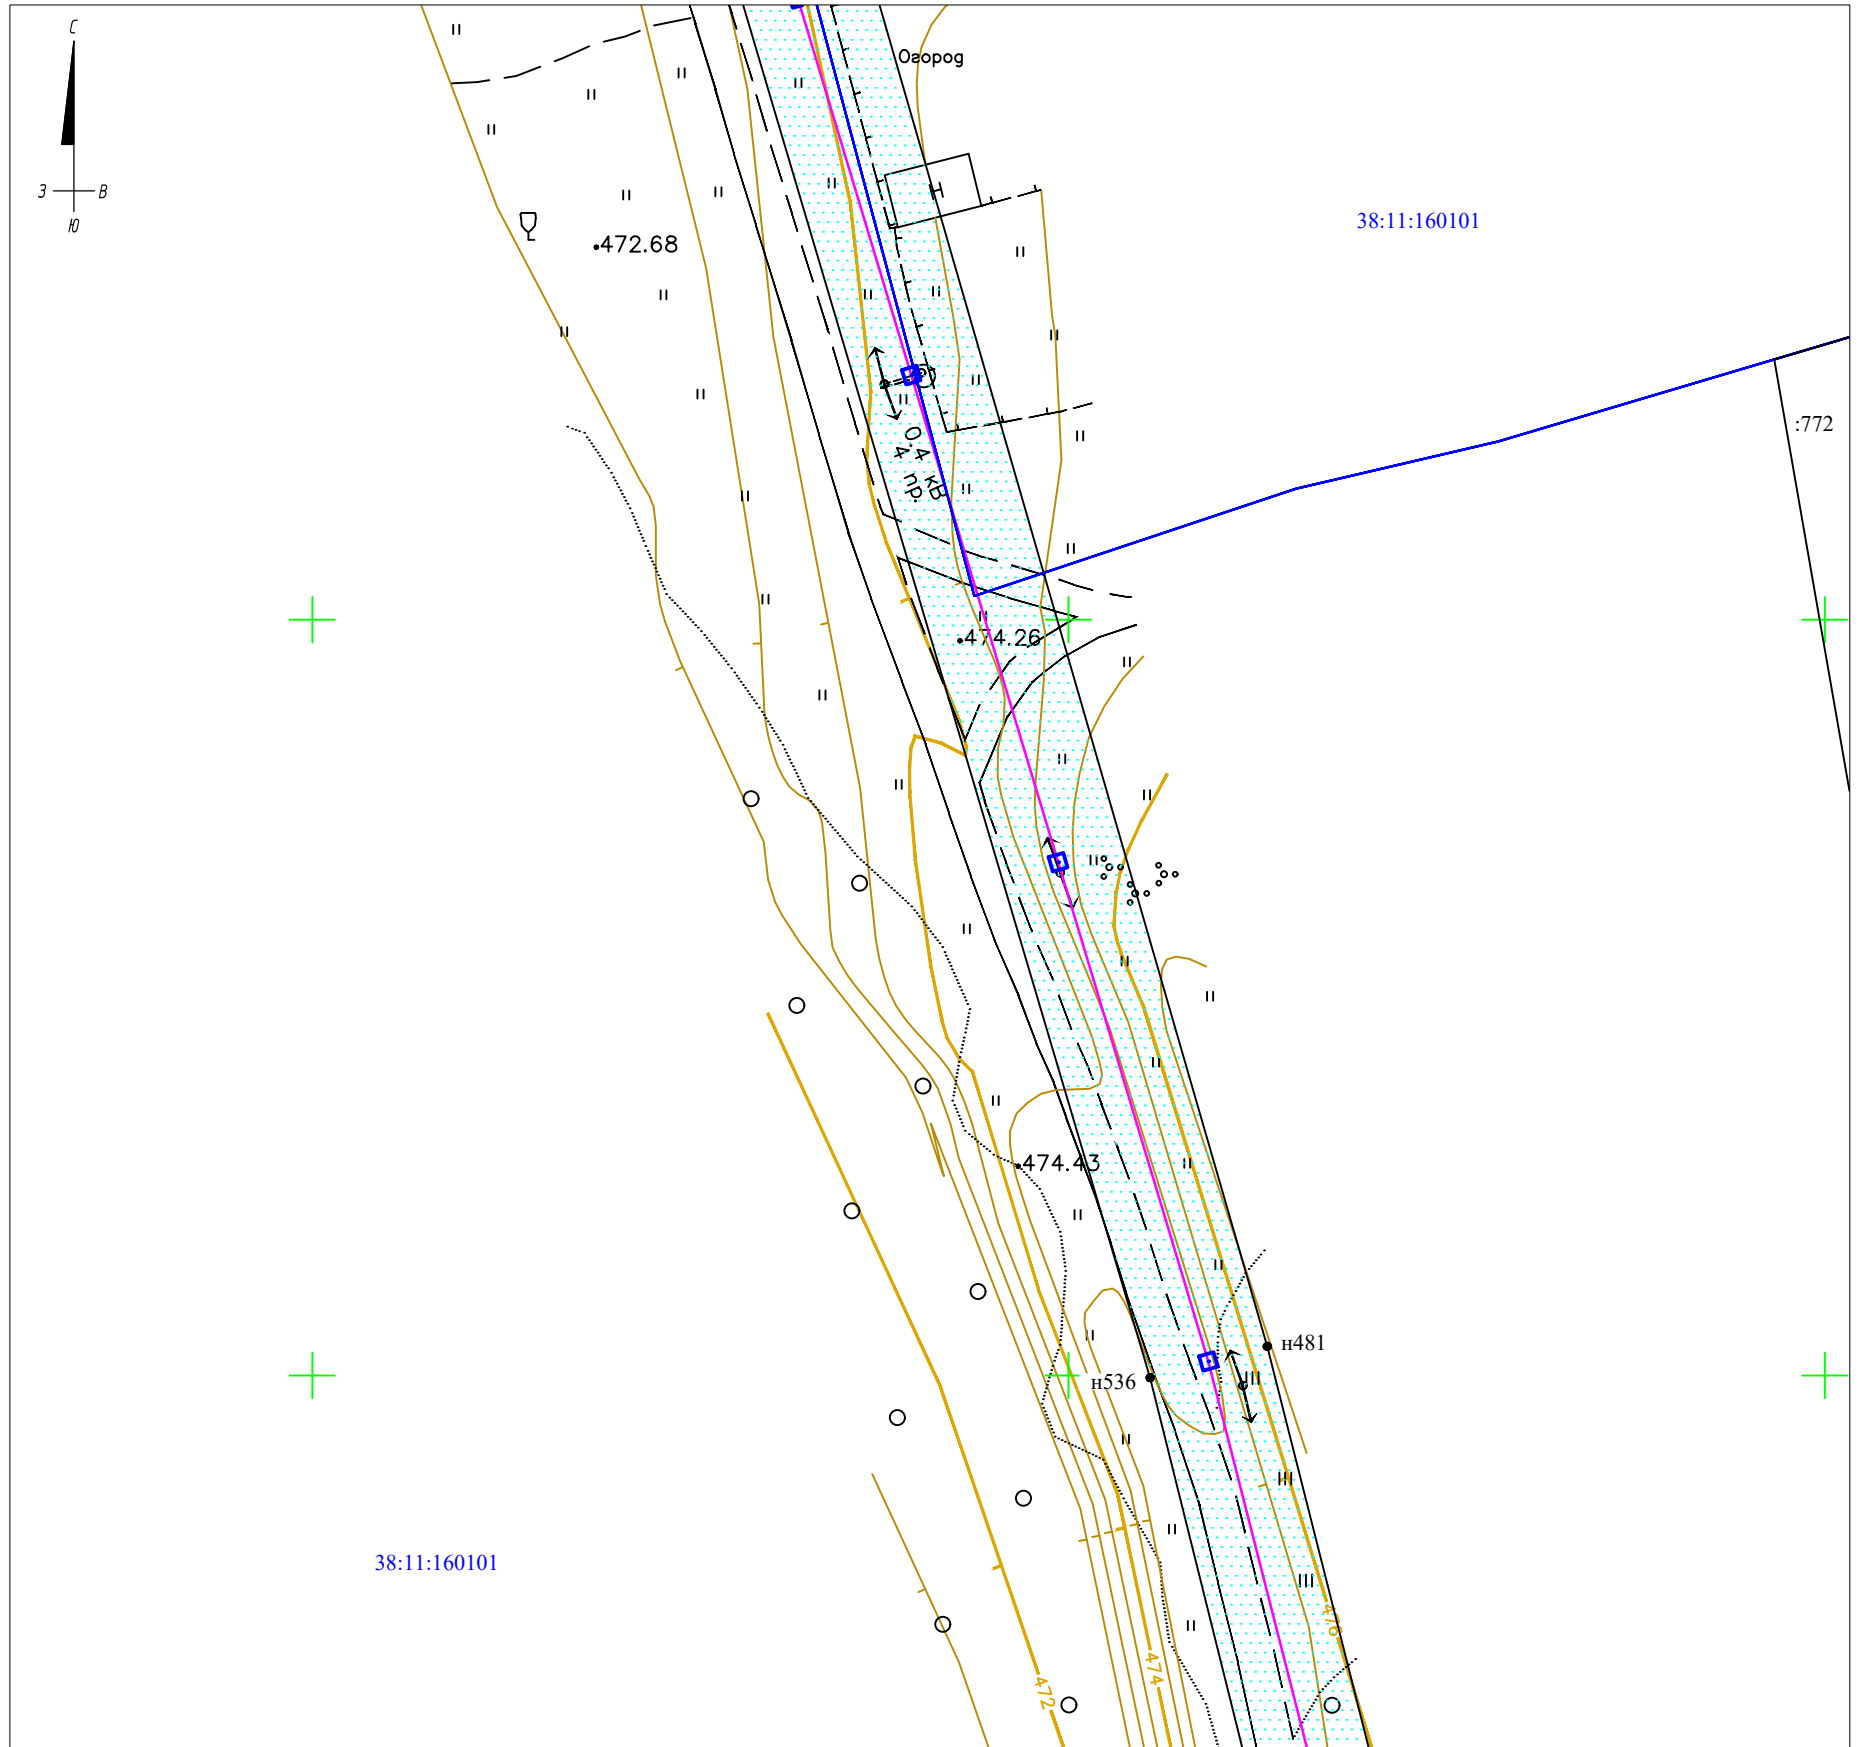 С
Огород
З В
Ю
Н
38:11:160101
472.68
:772
0.4 кВ
4 пр.
474.26
474.43
н481
н536
38:11:160101
476
474
472